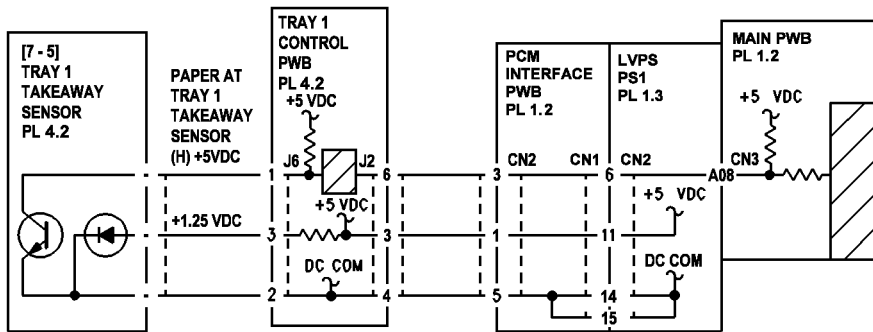 [7 - 5]
TRAY 1
TAKEAWAY
SENSOR
PL 4.2
PAPER AT
TRAY 1
TAKEAWAY
SENSOR
(H) +5VDC
TRAY 1
CONTROL
PWB
PL 4.2
+5 VDC
PCM
INTERFACE
PWB
PL 1.2
LVPS
PS1
PL 1.3
MAIN PWB
PL 1.2
+5 VDC
1 J6 J2 6 3 CN2 CN1 6 CN2 A08 CN3
+1.25 VDC 3 +5 VDC 3 1 11 +5 VDC
2 DC COM 4 5 14 DC COM
15